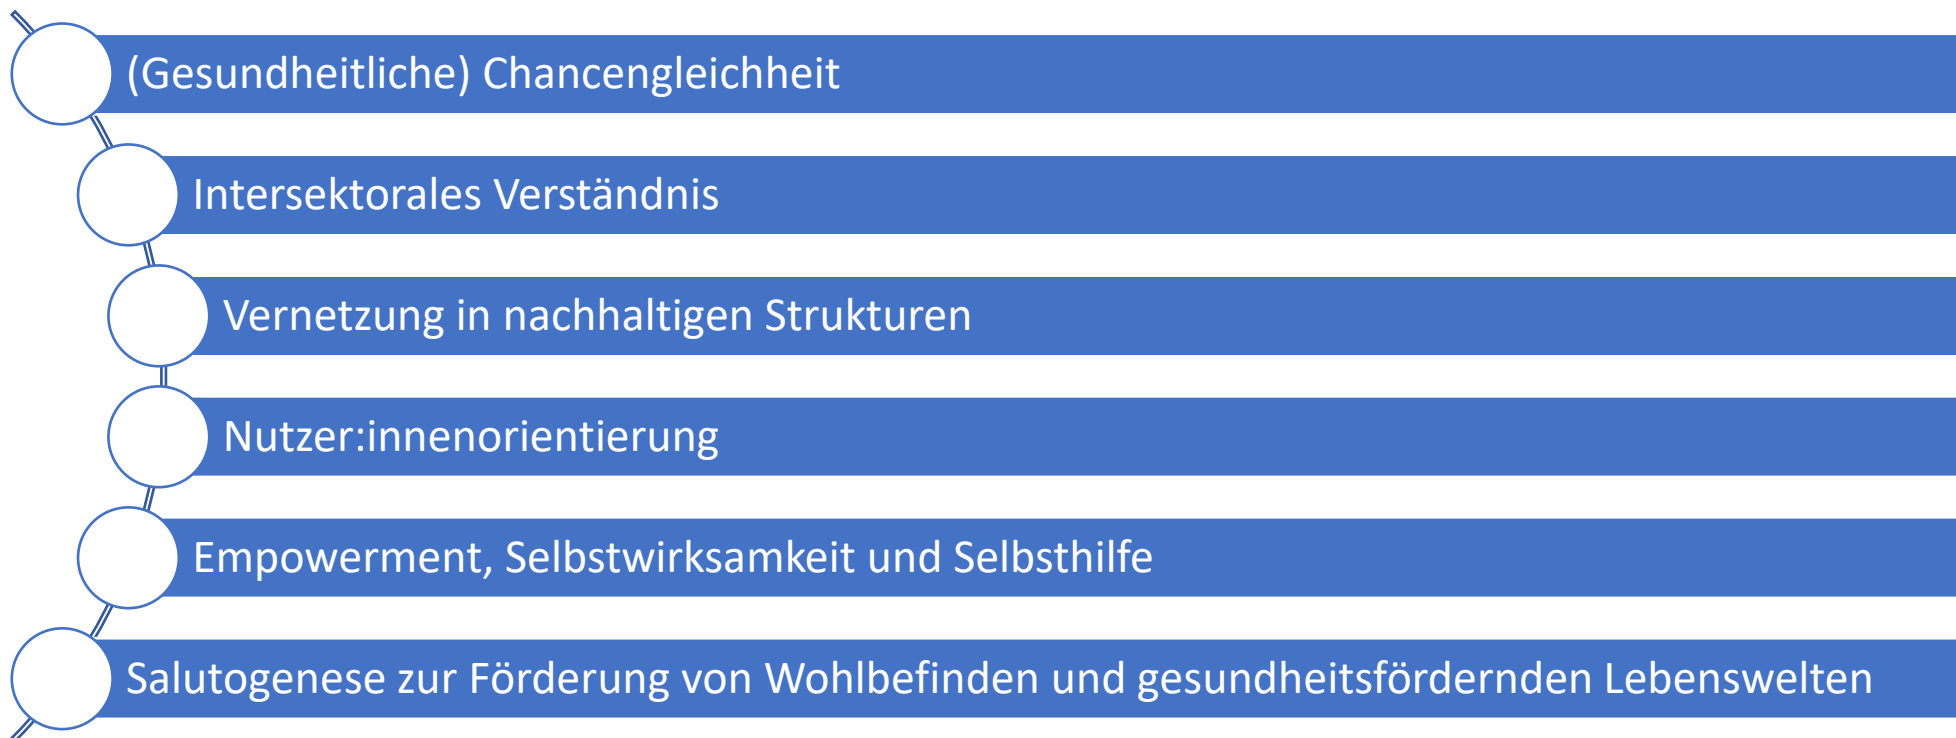 (Gesundheitliche) Chancengleichheit
Intersektorales Verständnis
Vernetzung in nachhaltigen Strukturen
Nutzer:innenorientierung
Empowerment, Selbstwirksamkeit und Selbsthilfe
Salutogenese zur Förderung von Wohlbefinden und gesundheitsfördernden Lebenswelten